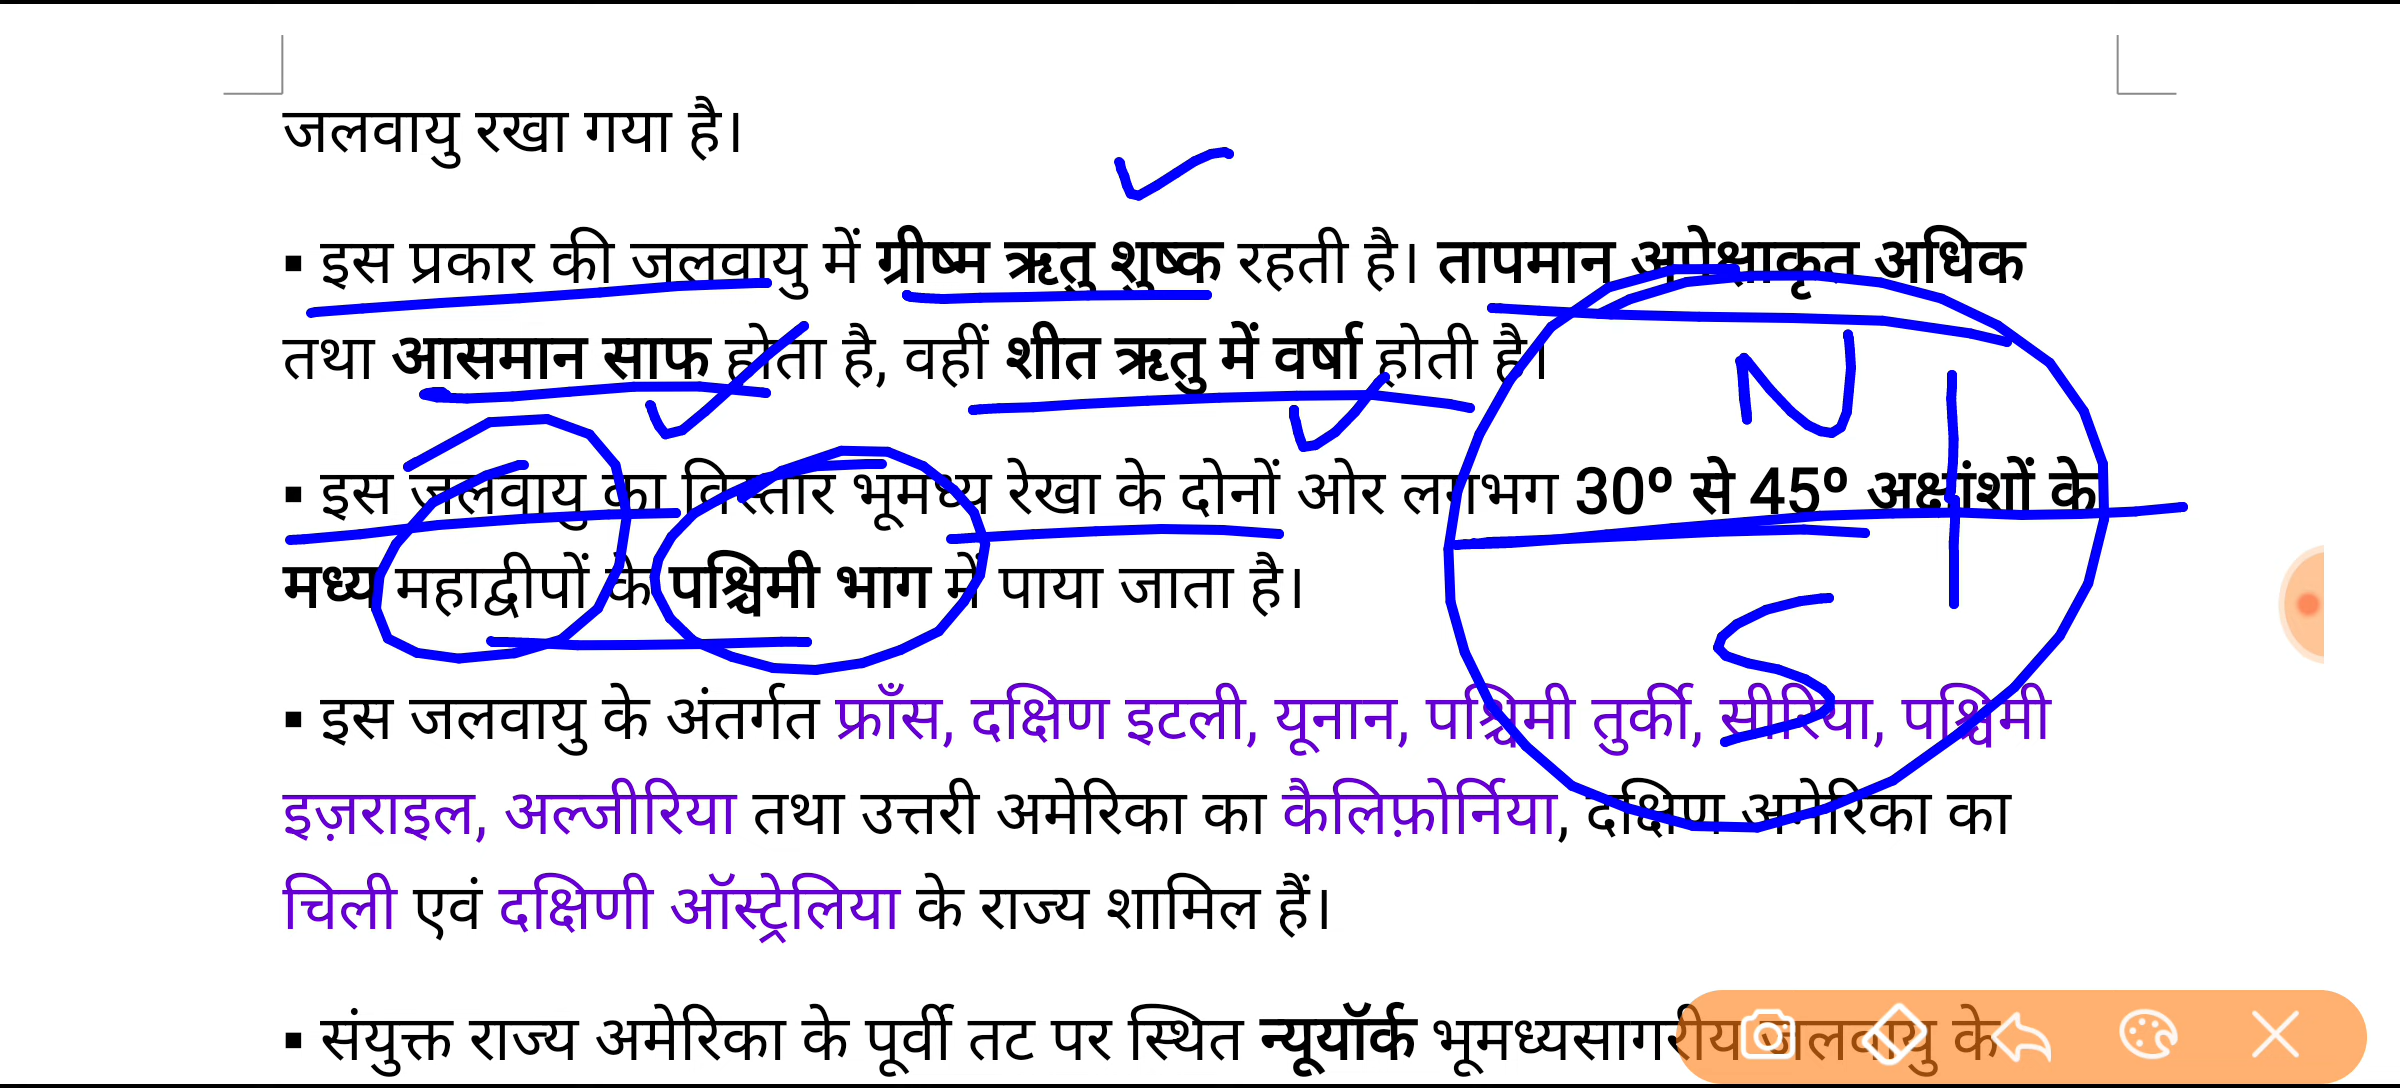 जलवायु रखा गया है।
▪ इस प्रकार की जलवायु में ग्रीष्म ऋतु शुष्क रहती है। तापमान अपेक्षाकृत अधिक
तथा आसमान साफ होता है, वहीं शीत ऋतु में वर्षा होती है।
N
▪ इस जलवायु का विस्तार भूमध्य रेखा के दोनों ओर लगभग 30º से 45º अक्षांशों के
मध्य महाद्वीपों के पश्चिमी भाग में पाया जाता है।
S
▪ इस जलवायु के अंतर्गत फ्राँस, दक्षिण इटली, यूनान, पश्चिमी तुर्की, सीरिया, पश्चिमी
इज़राइल, अल्जीरिया तथा उत्तरी अमेरिका का कैलिफ़ोर्निया, दक्षिण अमेरिका का
चिली एवं दक्षिणी ऑस्ट्रेलिया के राज्य शामिल हैं।
▪ संयुक्त राज्य अमेरिका के पूर्वी तट पर स्थित न्यूयॉर्क भूमध्यसागरीय जलवायु के